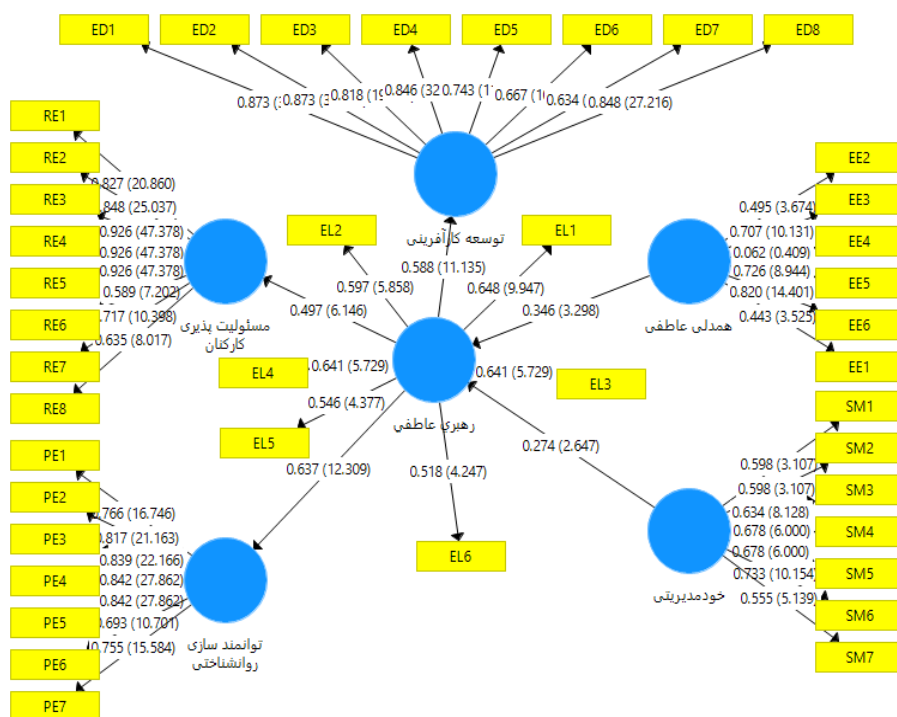 ED1
ED2
ED3
ED4
ED5
ED6
ED7
ED8
0.873
0.873
0.818
0.846
0.743
0.667
0.634
0.848 (27.216)
توسعه کارآفرینی
RE1
RE2
RE3
RE4
RE5
RE6
RE7
RE8
0.827 (20.860)
0.848 (25.037)
0.926 (47.378)
0.926 (47.378)
0.926 (47.378)
0.589 (7.202)
0.717 (10.398)
0.635 (8.017)
مسئولیت پذیری
کارکنان
EL2
EL1
0.597 (5.858)
0.588 (11.135)
0.648 (9.947)
0.497 (6.146)
0.346 (3.298)
EE2
EE3
EE4
EE5
EE6
EE1
0.495 (3.674)
0.707 (10.131)
0.062 (0.409)
0.726 (8.944)
0.820 (14.401)
0.443 (3.525)
همدلی عاطفی
EL4
0.641 (5.729)
0.641 (5.729)
EL3
0.546 (4.377)
EL5
رهبری عاطفی
0.637 (12.309)
0.518 (4.247)
0.274 (2.647)
EL6
PE1
PE2
PE3
PE4
PE5
PE6
PE7
0.766 (16.746)
0.817 (21.163)
0.839 (22.166)
0.842 (27.862)
0.842 (27.862)
0.693 (10.701)
0.755 (15.584)
توانمند سازی
روانشناختی
SM1
SM2
SM3
SM4
SM5
SM6
SM7
0.598 (3.107)
0.598 (3.107)
0.634 (8.128)
0.678 (6.000)
0.678 (6.000)
0.733 (10.154)
0.555 (5.139)
خودمدیریتی